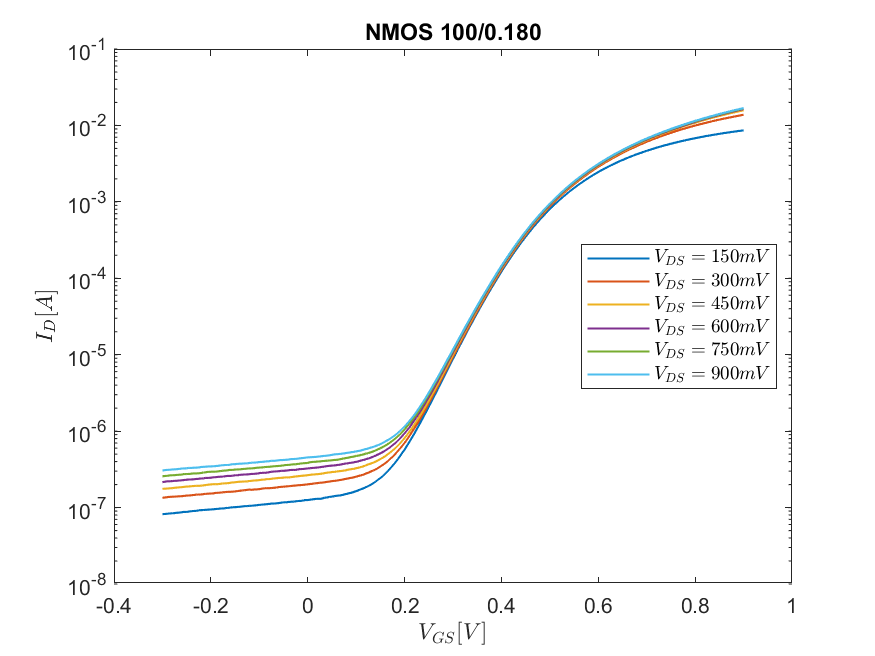 NMOS 100/0.180
10^-1
10^-2
10^-3
10^-4
10^-5
10^-6
10^-7
10^-8
I_D[A]
V_DS = 150mV
V_DS = 300mV
V_DS = 450mV
V_DS = 600mV
V_DS = 750mV
V_DS = 900mV
-0.4 -0.2 0 0.2 0.4 0.6 0.8 1
V_GS[V]